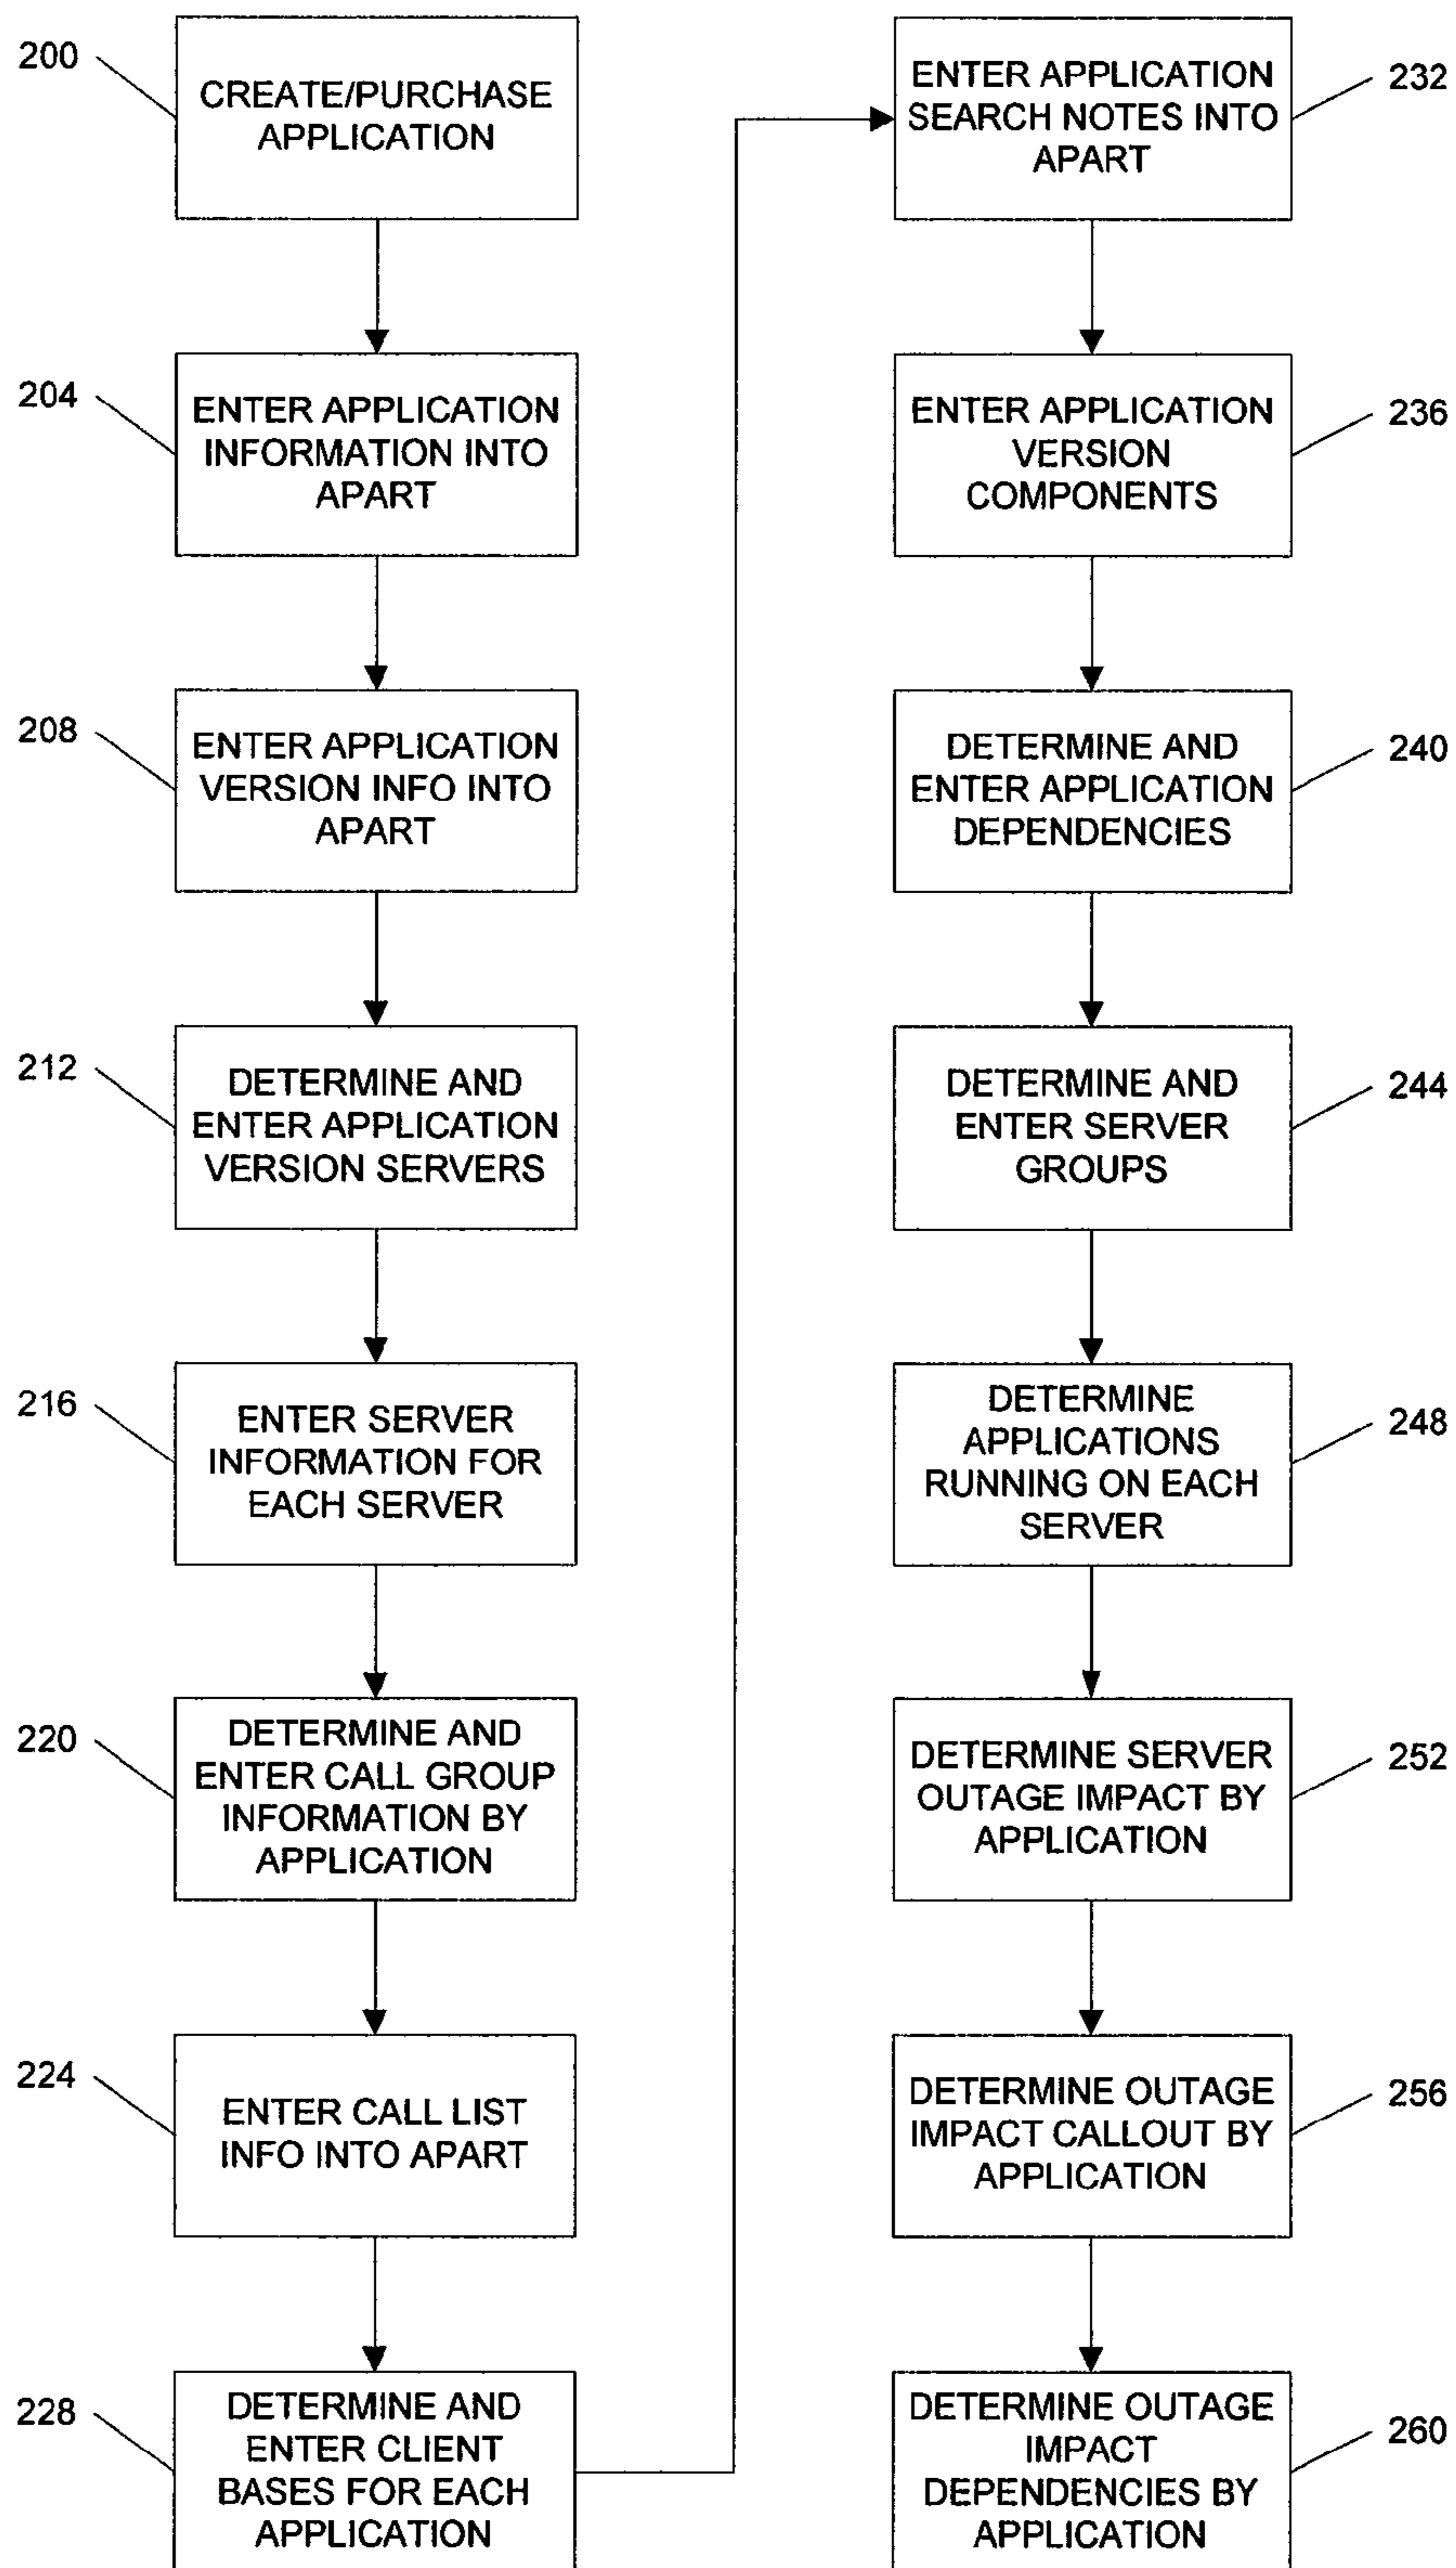 200
CREATE/PURCHASE
APPLICATION
204
ENTER APPLICATION
INFORMATION INTO
APART
208
ENTER APPLICATION
VERSION INFO INTO
APART
212
DETERMINE AND
ENTER APPLICATION
VERSION SERVERS
216
ENTER SERVER
INFORMATION FOR
EACH SERVER
220
DETERMINE AND
ENTER CALL GROUP
INFORMATION BY
APPLICATION
224
ENTER CALL LIST
INFO INTO APART
228
DETERMINE AND
ENTER CLIENT
BASES FOR EACH
APPLICATION
ENTER APPLICATION
SEARCH NOTES INTO
APART
232
ENTER APPLICATION
VERSION
COMPONENTS
236
DETERMINE AND
ENTER APPLICATION
DEPENDENCIES
240
DETERMINE AND
ENTER SERVER
GROUPS
244
DETERMINE
APPLICATIONS
RUNNING ON EACH
SERVER
248
DETERMINE SERVER
OUTAGE IMPACT BY
APPLICATION
252
DETERMINE OUTAGE
IMPACT CALLOUT BY
APPLICATION
256
DETERMINE OUTAGE
IMPACT
DEPENDENCIES BY
APPLICATION
260